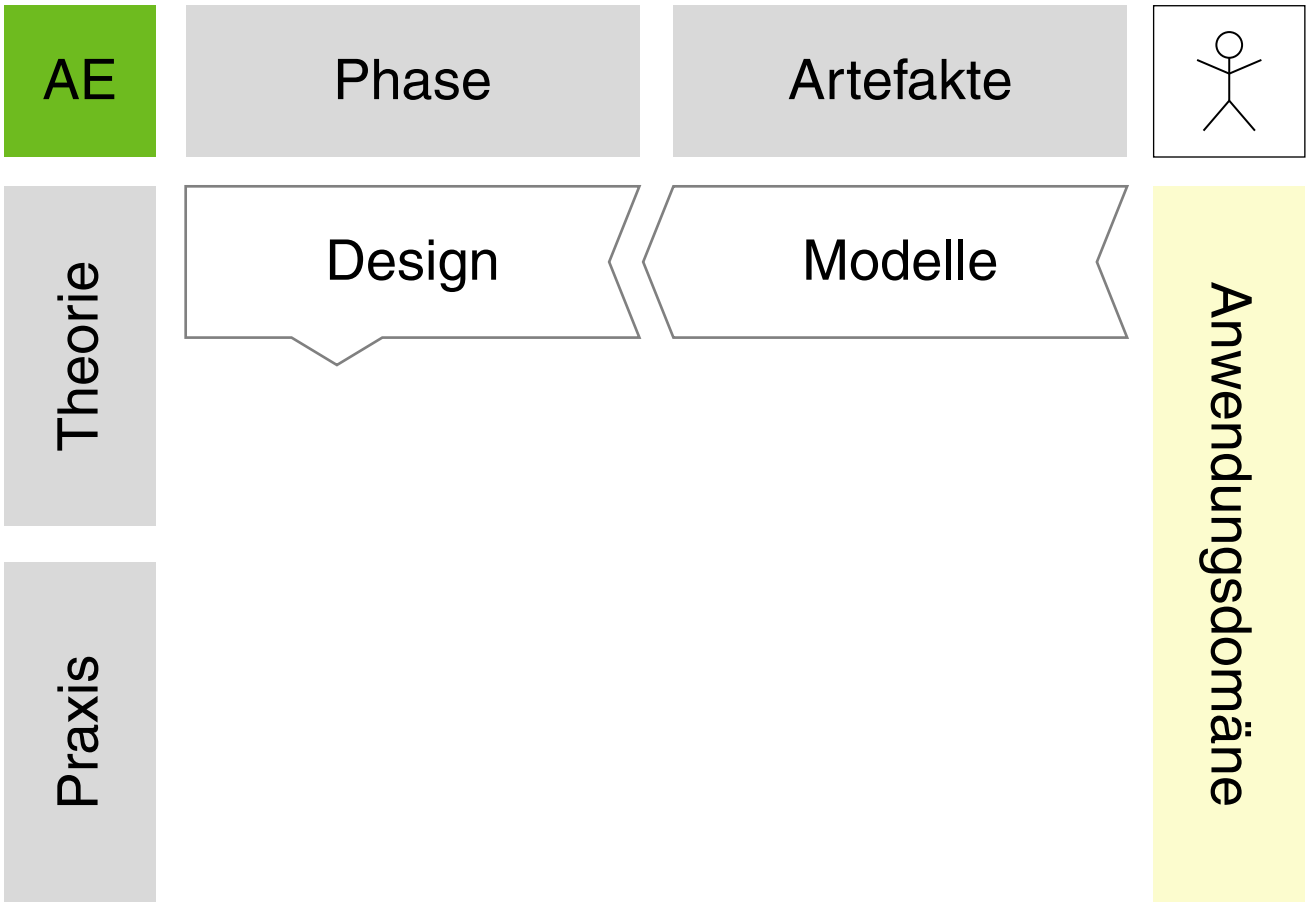 AE
Phase
Artefakte
Theorie
Design
Modelle
Anwendungsdomäne
Praxis